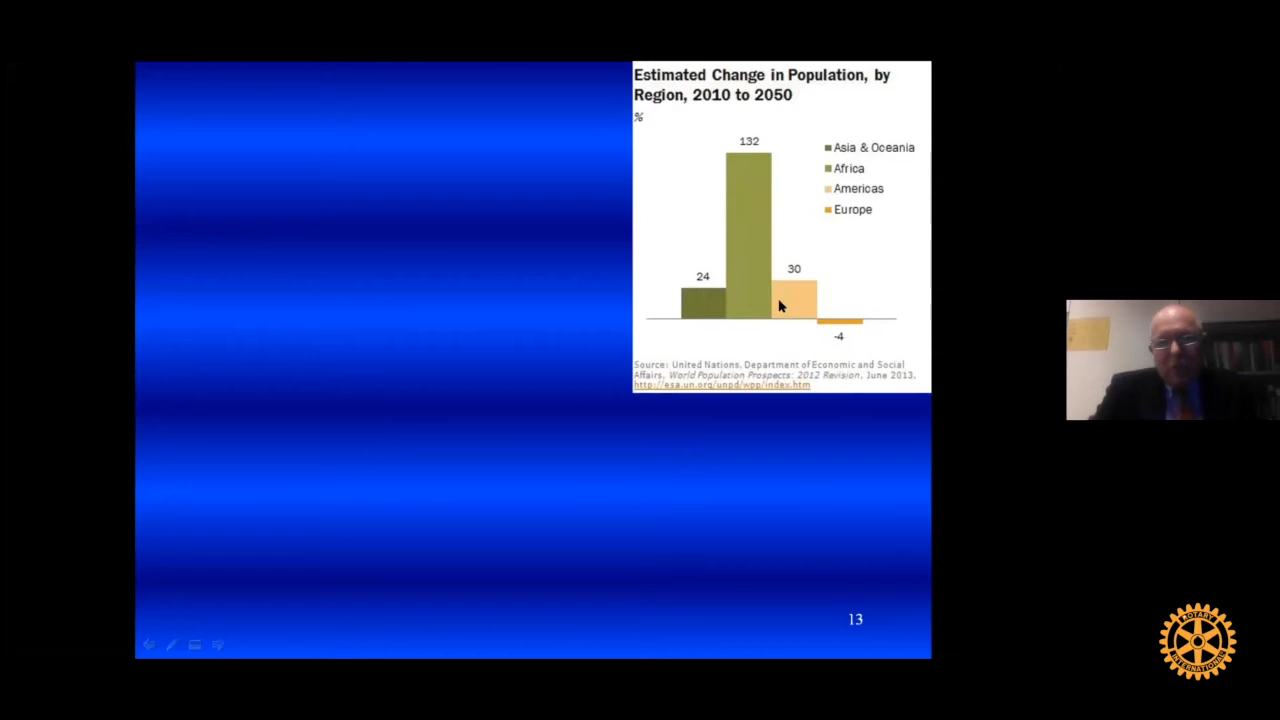 Estimated Change in Population, by
Region, 2010 to 2050
%
132
Asia & Oceania
Africa
Americas
Europe
24
30
-4
Source: United Nations, Department of Economic and Social
Affairs, World Population Prospects: 2012 Revision, June 2013,
http://esa.un.org/unpd/wpp/index.htm
13
ROTARY
INTERNATIONAL